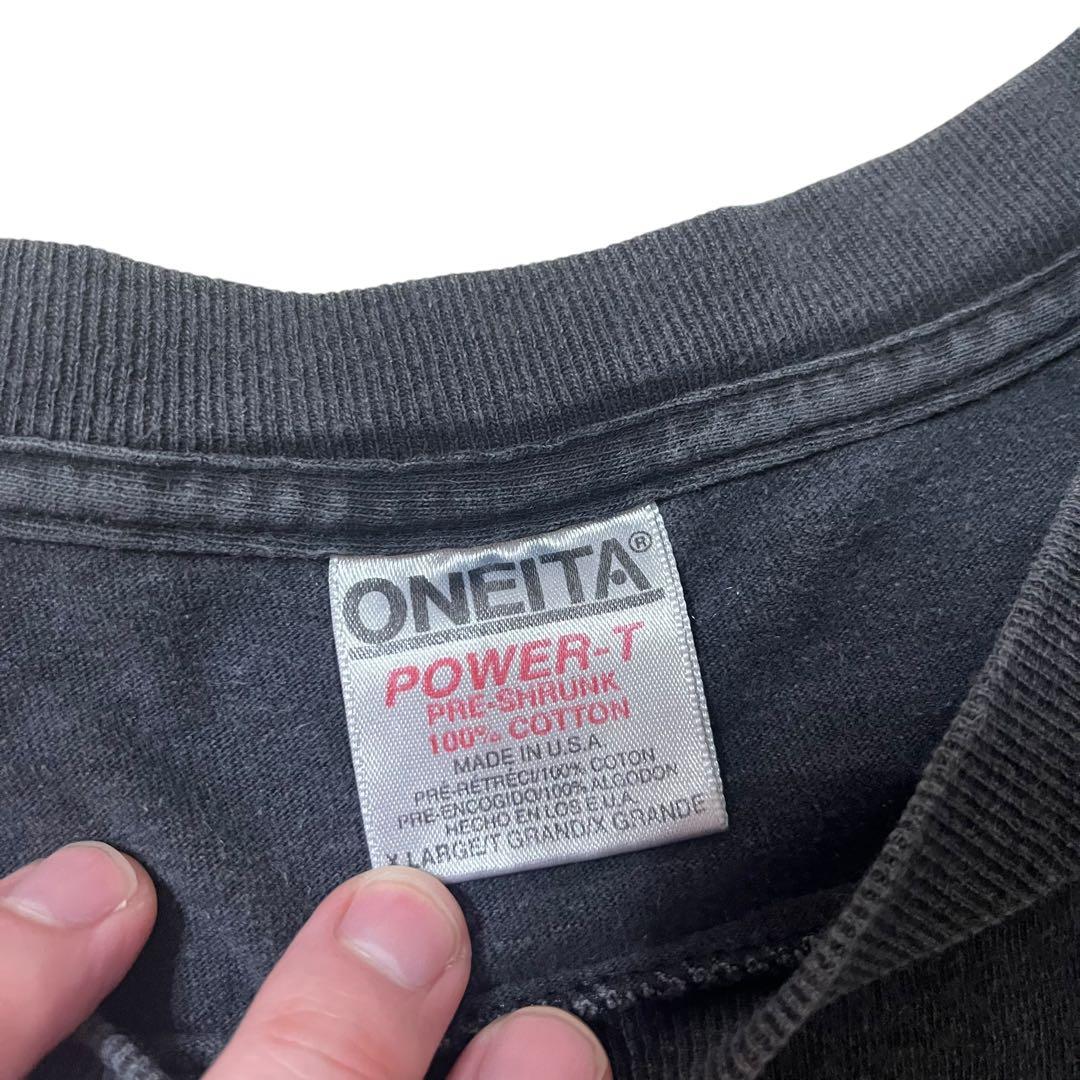 ONEITA®
POWER-T
PRE-SHRUNK
100% COTTON
MADE IN U.S.A.
PRÉ-RÉTRÉCI/100% COTON
PRE-ENCOGIDO/100% ALGODON
HECHO EN LOS E.U.A.
X LARGE/T GRAND/X GRANDE